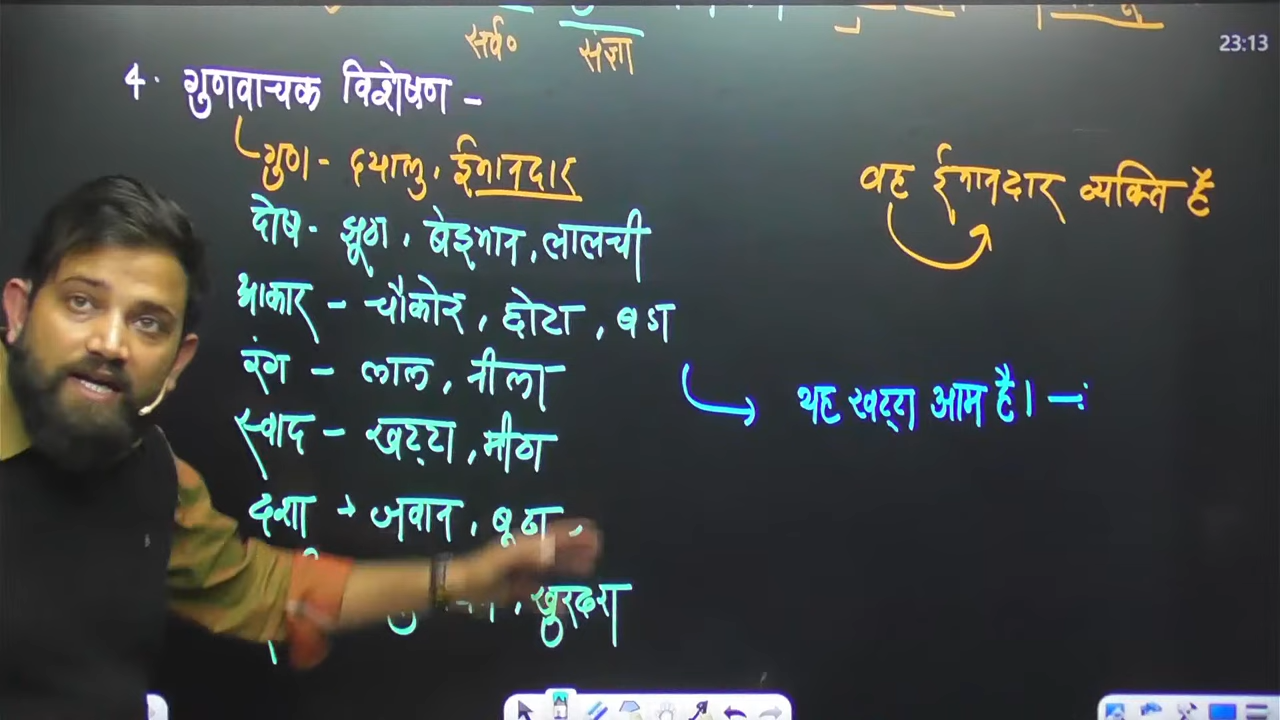 सर्व० संज्ञा
23:13
4. गुणवाचक विशेषण -
गुण - दयालु, ईमानदार
वह ईमानदार व्यक्ति है
दोष - झूठा, बेइमान, लालची
आकार - चौकोर, छोटा, बडा
रंग - लाल, नीला
यह खट्टा आम है। -:
स्वाद - खट्टा, मीठा
दशा → जवान, बूढा,
, खुरदरा